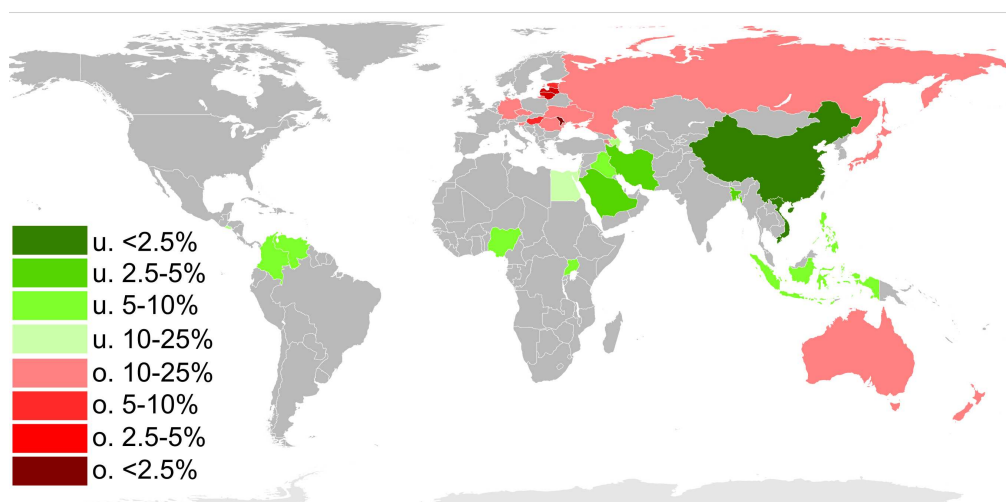 u. <2.5%
u. 2.5-5%
u. 5-10%
u. 10-25%
o. 10-25%
o. 5-10%
o. 2.5-5%
o. <2.5%